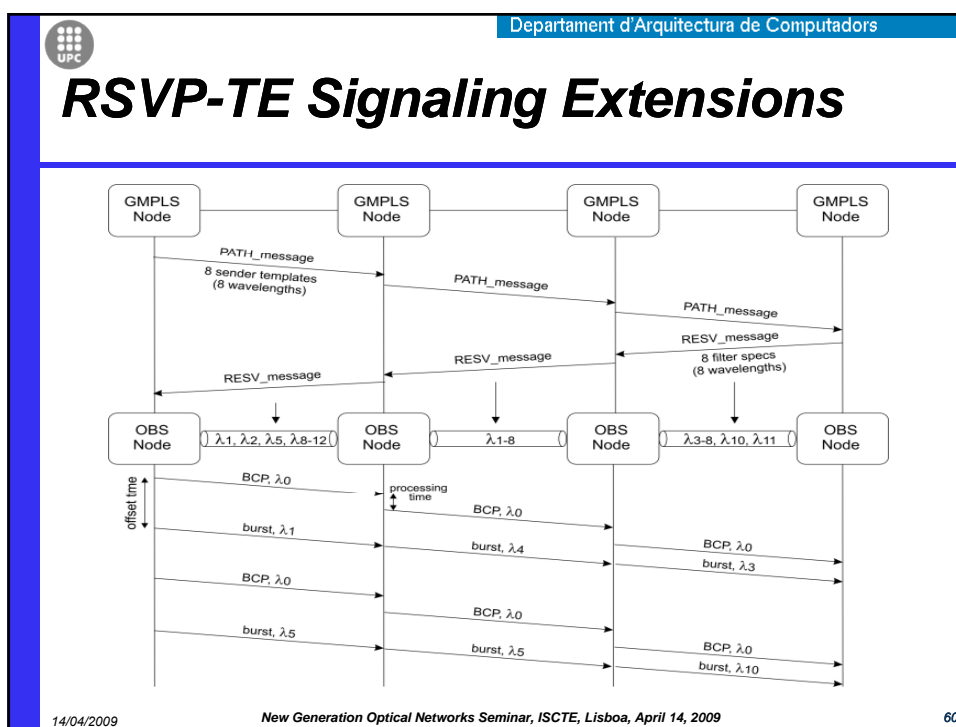 Departament d'Arquitectura de Computadors
UPC
RSVP-TE Signaling Extensions
GMPLS
Node
GMPLS
Node
GMPLS
Node
GMPLS
Node
PATH_message
8 sender templates
(8 wavelengths)
PATH_message
PATH_message
RESV_message
8 filter specs
(8 wavelengths)
RESV_message
RESV_message
OBS
Node
λ1, λ2, λ5, λ8-12
OBS
Node
λ1-8
OBS
Node
λ3-8, λ10, λ11
OBS
Node
offset tme
BCP, λ0
processing
time
BCP, λ0
burst, λ1
burst, λ4
BCP, λ0
burst, λ3
BCP, λ0
BCP, λ0
burst, λ5
burst, λ5
BCP, λ0
burst, λ10
14/04/2009
New Generation Optical Networks Seminar, ISCTE, Lisboa, April 14, 2009
60